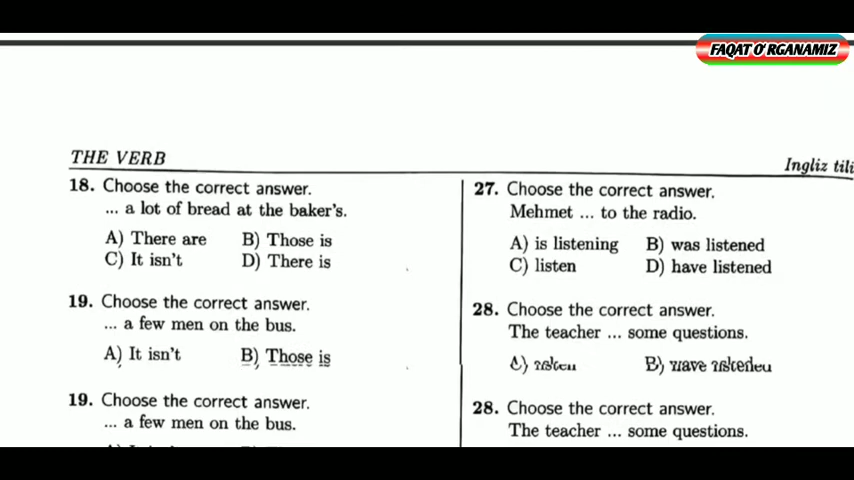 FAQAT O'RGANAMIZ
THE VERB
Ingliz tili
18. Choose the correct answer.
... a lot of bread at the baker's.
A) There are B) Those is
C) It isn't D) There is
19. Choose the correct answer.
... a few men on the bus.
A) It isn't B) Those is
19. Choose the correct answer.
... a few men on the bus.
27. Choose the correct answer.
Mehmet ... to the radio.
A) is listening B) was listened
C) listen D) have listened
28. Choose the correct answer.
The teacher ... some questions.
28. Choose the correct answer.
The teacher ... some questions.